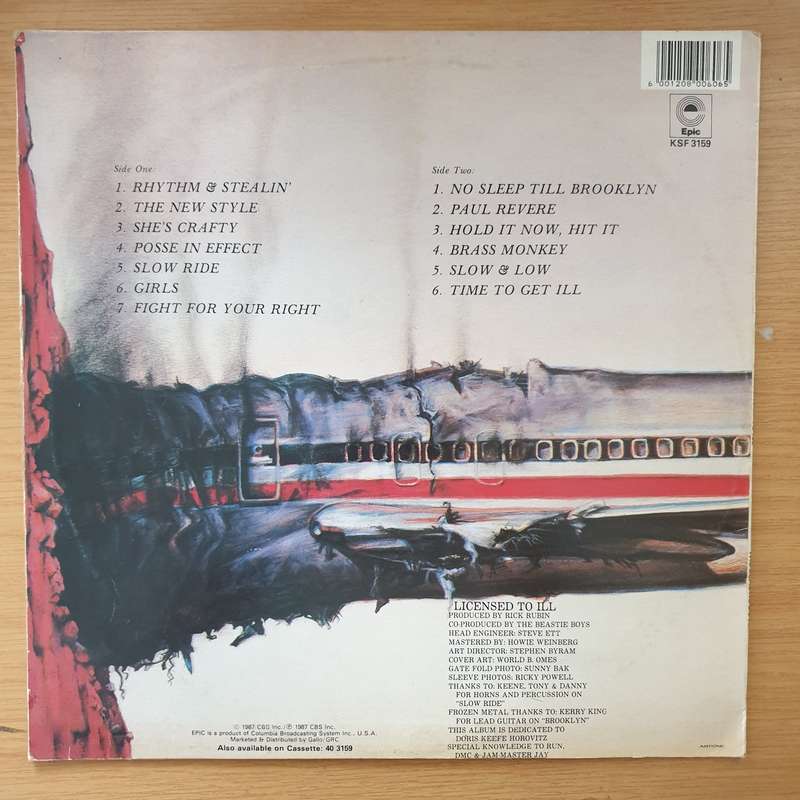 6 001208 006065
Epic
KSF 3159
Side One:
1. RHYTHM & STEALIN'
2. THE NEW STYLE
3. SHE'S CRAFTY
4. POSSE IN EFFECT
5. SLOW RIDE
6. GIRLS
7. FIGHT FOR YOUR RIGHT
Side Two:
1. NO SLEEP TILL BROOKLYN
2. PAUL REVERE
3. HOLD IT NOW, HIT IT
4. BRASS MONKEY
5. SLOW & LOW
6. TIME TO GET ILL
LICENSED TO ILL
PRODUCED BY RICK RUBIN
CO-PRODUCED BY THE BEASTIE BOYS
HEAD ENGINEER: STEVE ETT
MASTERED BY: HOWIE WEINBERG
ART DIRECTOR: STEPHEN BYRAM
COVER ART: WORLD B. OMES
GATE FOLD PHOTO: SUNNY BAK
SLEEVE PHOTOS: RICKY POWELL
THANKS TO: KEENE, TONY & DANNY
FOR HORNS AND PERCUSSION ON
"SLOW RIDE"
FROZEN METAL THANKS TO: KERRY KING
FOR LEAD GUITAR ON "BROOKLYN"
THIS ALBUM IS DEDICATED TO
DORIS KEEFE HOROVITZ
SPECIAL KNOWLEDGE TO RUN,
DMC & JAM-MASTER JAY
© 1987 CBS Inc./℗ 1987 CBS Inc.
EPIC is a product of Columbia Broadcasting System Inc., U.S.A.
Marketed & Distributed by Gallo/GRC
Also available on Cassette: 40 3159